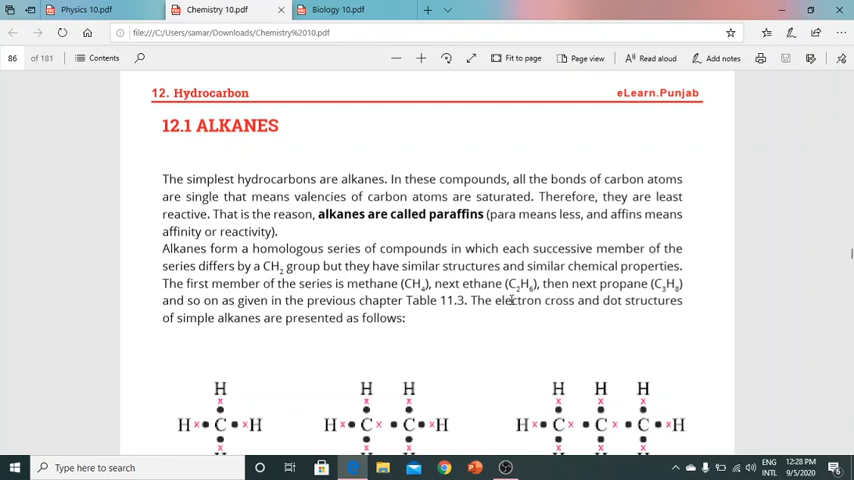 Physics 10.pdf
Chemistry 10.pdf
Biology 10.pdf
file:///C:/Users/samar/Downloads/Chemistry%2010.pdf
86 of 181 Contents Fit to page Page view Read aloud Add notes
12. Hydrocarbon eLearn.Punjab
12.1 ALKANES
The simplest hydrocarbons are alkanes. In these compounds, all the bonds of carbon atoms
are single that means valencies of carbon atoms are saturated. Therefore, they are least
reactive. That is the reason, alkanes are called paraffins (para means less, and affins means
affinity or reactivity).
Alkanes form a homologous series of compounds in which each successive member of the
series differs by a CH₂ group but they have similar structures and similar chemical properties.
The first member of the series is methane (CH₄), next ethane (C₂H₆), then next propane (C₃H₈)
and so on as given in the previous chapter Table 11.3. The electron cross and dot structures
of simple alkanes are presented as follows:
H H H H H H
H C H H C C H H C C C H
H H H H H H
Type here to search
ENG 12:28 PM
INTL 9/5/2020
6